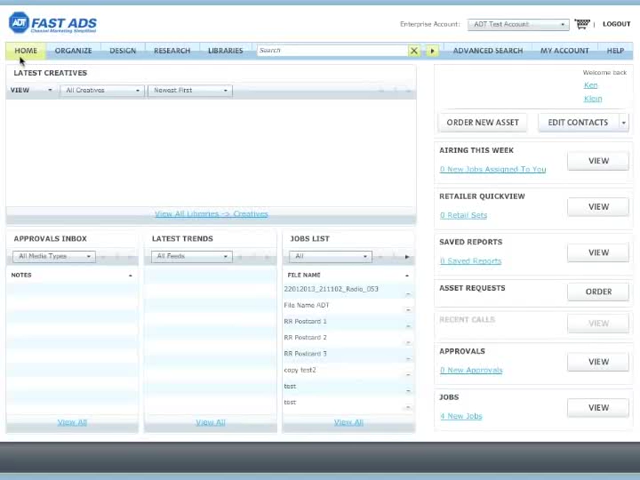 ADT FAST ADS
Channel Marketing Simplified
Enterprise Account: ADT Test Account LOGOUT
HOME ORGANIZE DESIGN RESEARCH LIBRARIES Search ADVANCED SEARCH MY ACCOUNT HELP
LATEST CREATIVES
VIEW All Creatives Newest First
View All Libraries -> Creatives
Welcome back
Ken
Klein
ORDER NEW ASSET EDIT CONTACTS
AIRING THIS WEEK
0 New Jobs Assigned To You
VIEW
RETAILER QUICKVIEW
0 Retail Sets
VIEW
SAVED REPORTS
0 Saved Reports
VIEW
ASSET REQUESTS
ORDER
RECENT CALLS
VIEW
APPROVALS
0 New Approvals
VIEW
JOBS
4 New Jobs
VIEW
APPROVALS INBOX
All Media Types
NOTES
View All
LATEST TRENDS
All Feeds
View All
JOBS LIST
All
FILE NAME
22012013_211102_Radio_053
File Name ADT
RR Postcard 1
RR Postcard 2
RR Postcard 3
copy test2
test
test
View All